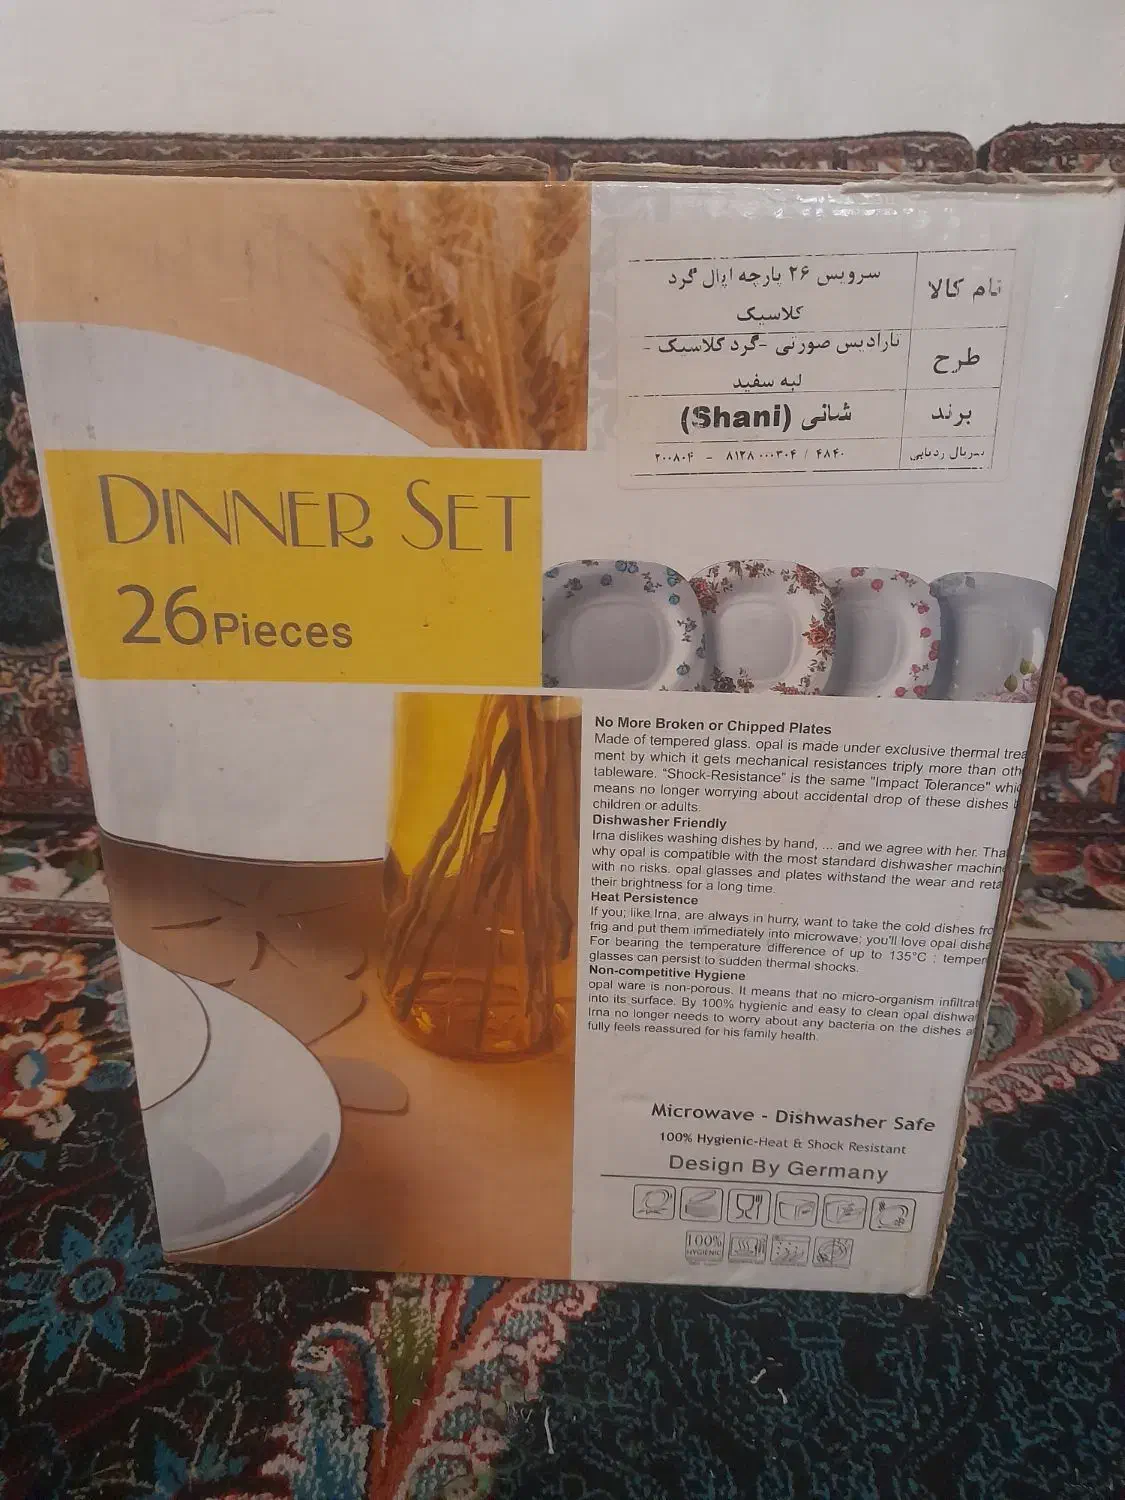 نام کالا
سرویس ۲۶ پارچه اپال گرد
کلاسیک
طرح
تارادیس صورتی -گرد کلاسیک -
لبه سفید
برند
شانی (Shani)
سریال ردیابی
۲۰۰۸۰۴ - ۸۱۲۸۰۰۰۳۰۴ / ۴۸۴۰
DINNER SET
26 Pieces
No More Broken or Chipped Plates
Made of tempered glass. opal is made under exclusive thermal trea
ment by which it gets mechanical resistances triply more than oth
tableware. "Shock-Resistance" is the same "Impact Tolerance" whic
means no longer worrying about accidental drop of these dishes
children or adults.
Dishwasher Friendly
Irna dislikes washing dishes by hand, ... and we agree with her. Tha
why opal is compatible with the most standard dishwasher machin
with no risks. opal glasses and plates withstand the wear and reta
their brightness for a long time.
Heat Persistence
If you; like Irna, are always in hurry, want to take the cold dishes fro
frig and put them immediately into microwave; you'll love opal dishe
For bearing the temperature difference of up to 135°C ; temper
glasses can persist to sudden thermal shocks.
Non-competitive Hygiene
opal ware is non-porous. It means that no micro-organism infiltrat
into its surface. By 100% hygienic and easy to clean opal dishwa
Irna no longer needs to worry about any bacteria on the dishes a
fully feels reassured for his family health.
Microwave - Dishwasher Safe
100% Hygienic-Heat & Shock Resistant
Design By Germany
100%
HYGIENIC